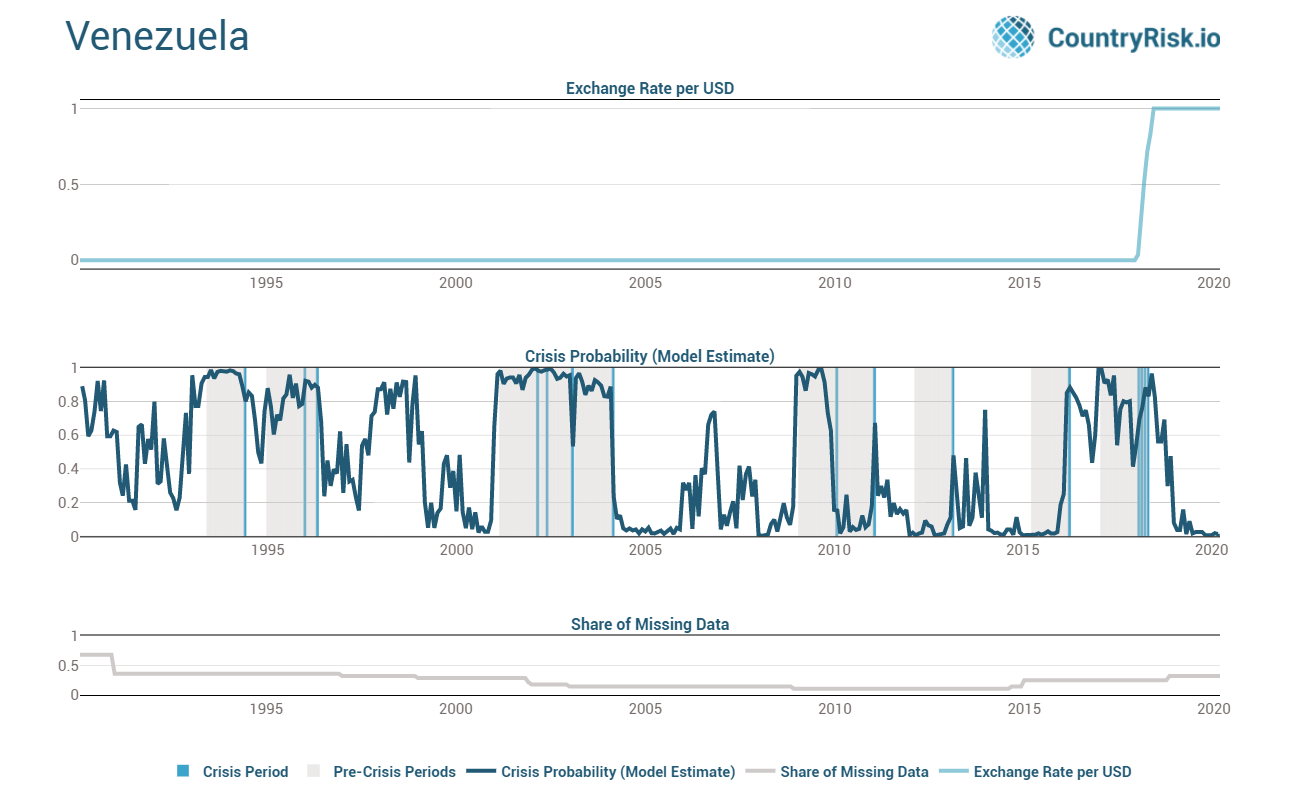 Venezuela
CountryRisk.io
Exchange Rate per USD
1
0.5
0
1995 2000 2005 2010 2015 2020
Crisis Probability (Model Estimate)
1
0.8
0.6
0.4
0.2
0
1995 2000 2005 2010 2015 2020
Share of Missing Data
1
0.5
0
1995 2000 2005 2010 2015 2020
Crisis Period Pre-Crisis Periods Crisis Probability (Model Estimate) Share of Missing Data Exchange Rate per USD